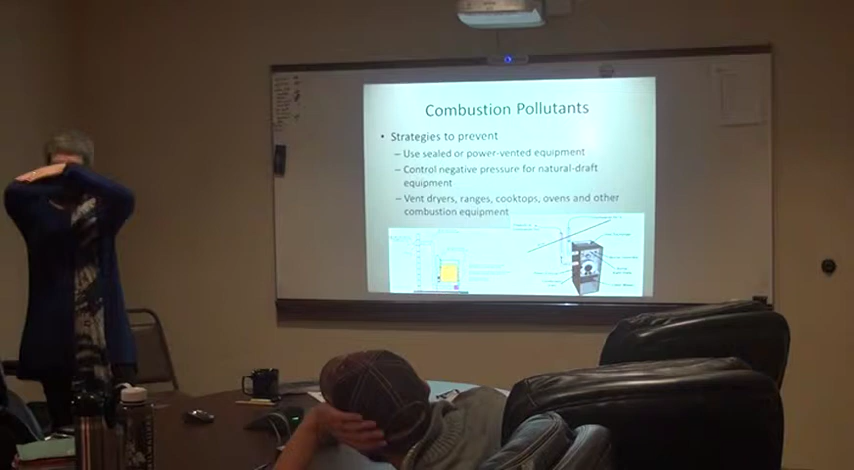 Combustion Pollutants
• Strategies to prevent
– Use sealed or power-vented equipment
– Control negative pressure for natural-draft
equipment
– Vent dryers, ranges, cooktops, ovens and other
combustion equipment